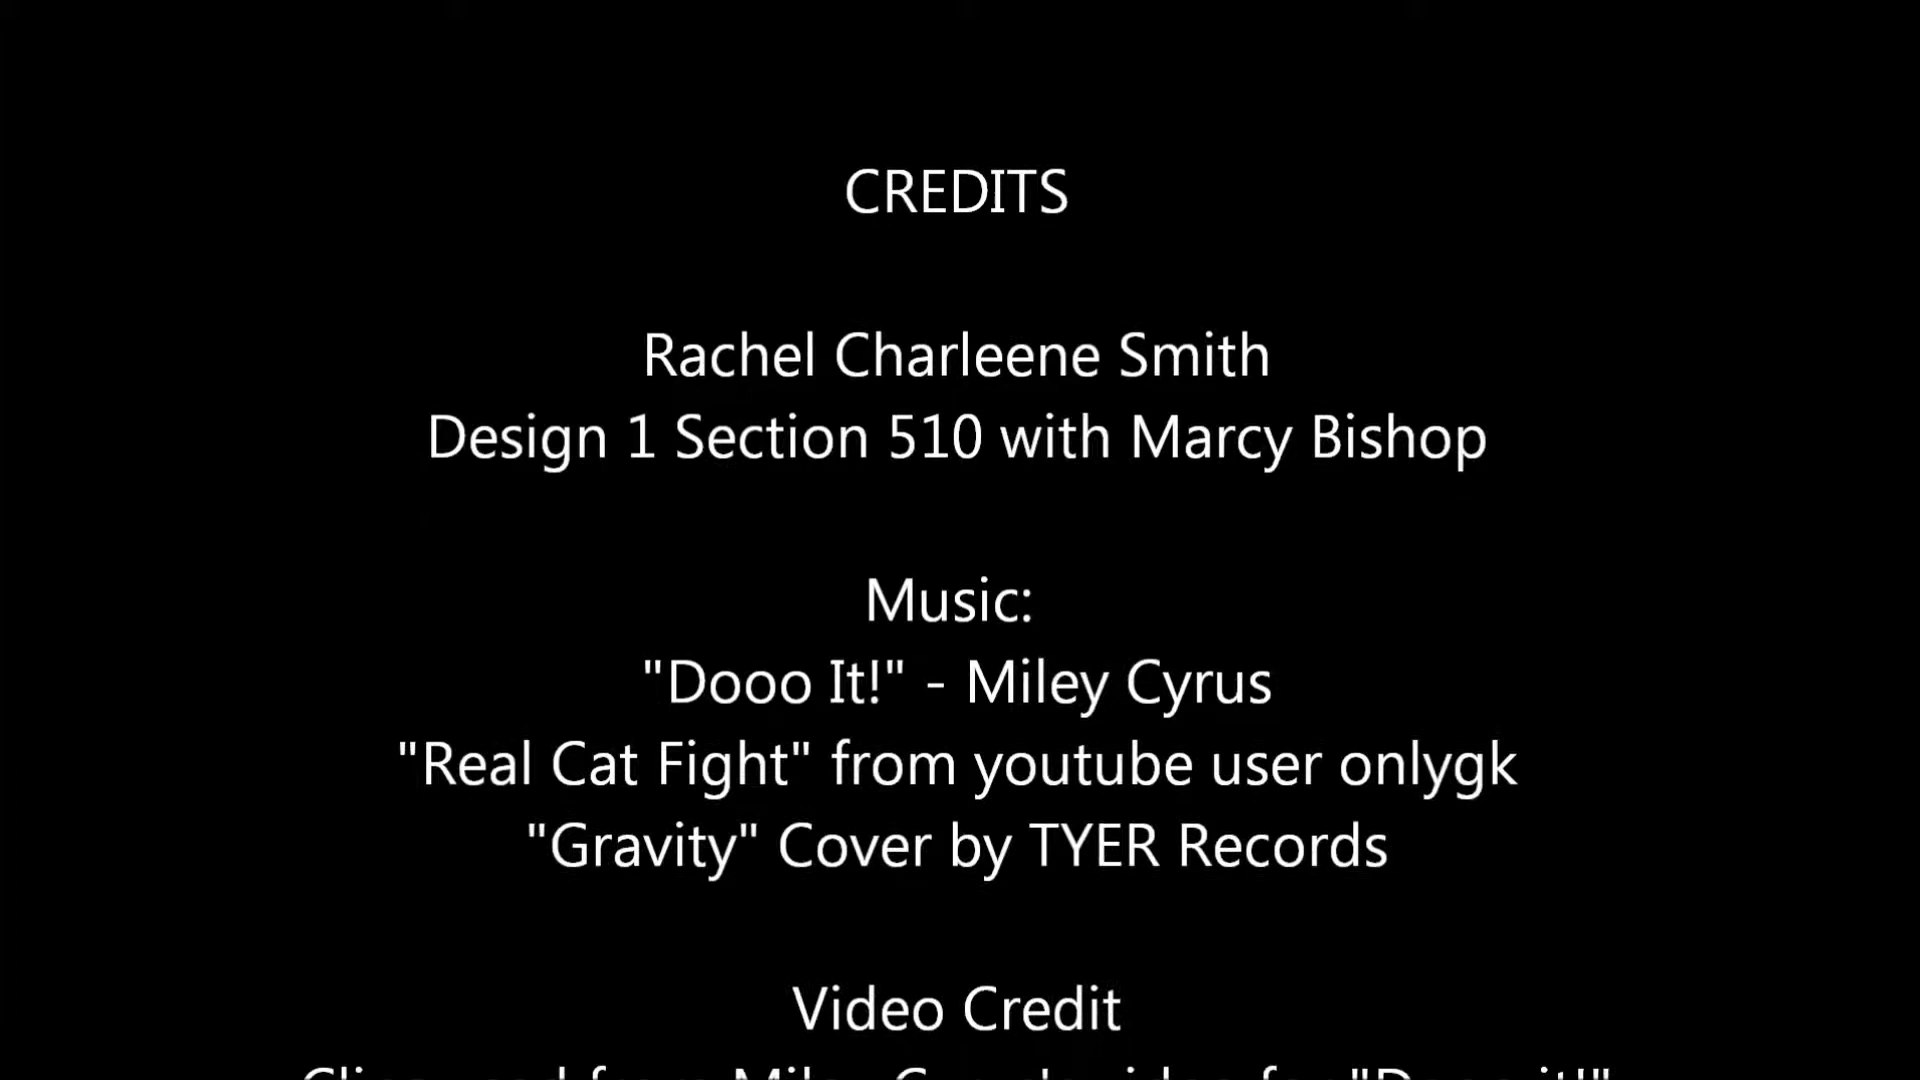 CREDITS
Rachel Charleene Smith
Design 1 Section 510 with Marcy Bishop
Music:
"Dooo It!" - Miley Cyrus
"Real Cat Fight" from youtube user onlygk
"Gravity" Cover by TYER Records
Video Credit